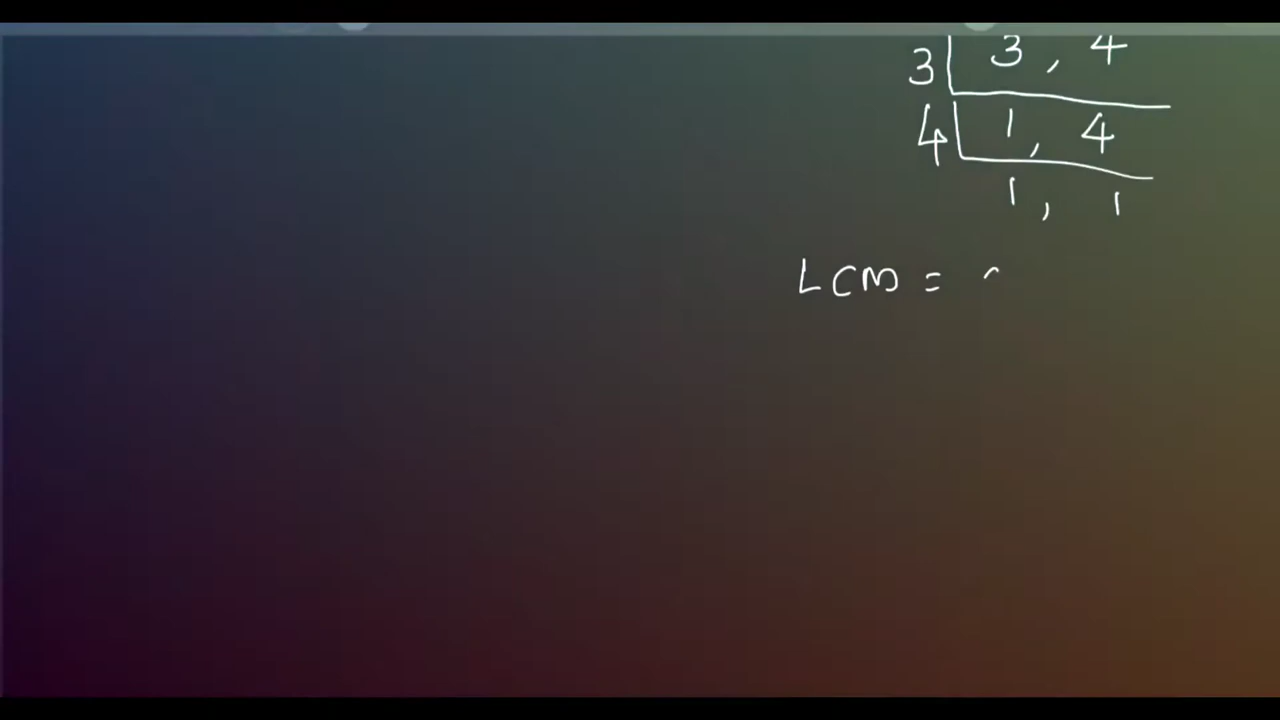 3 | 3 , 4
4 | 1 , 4
1 , 1
LCM =